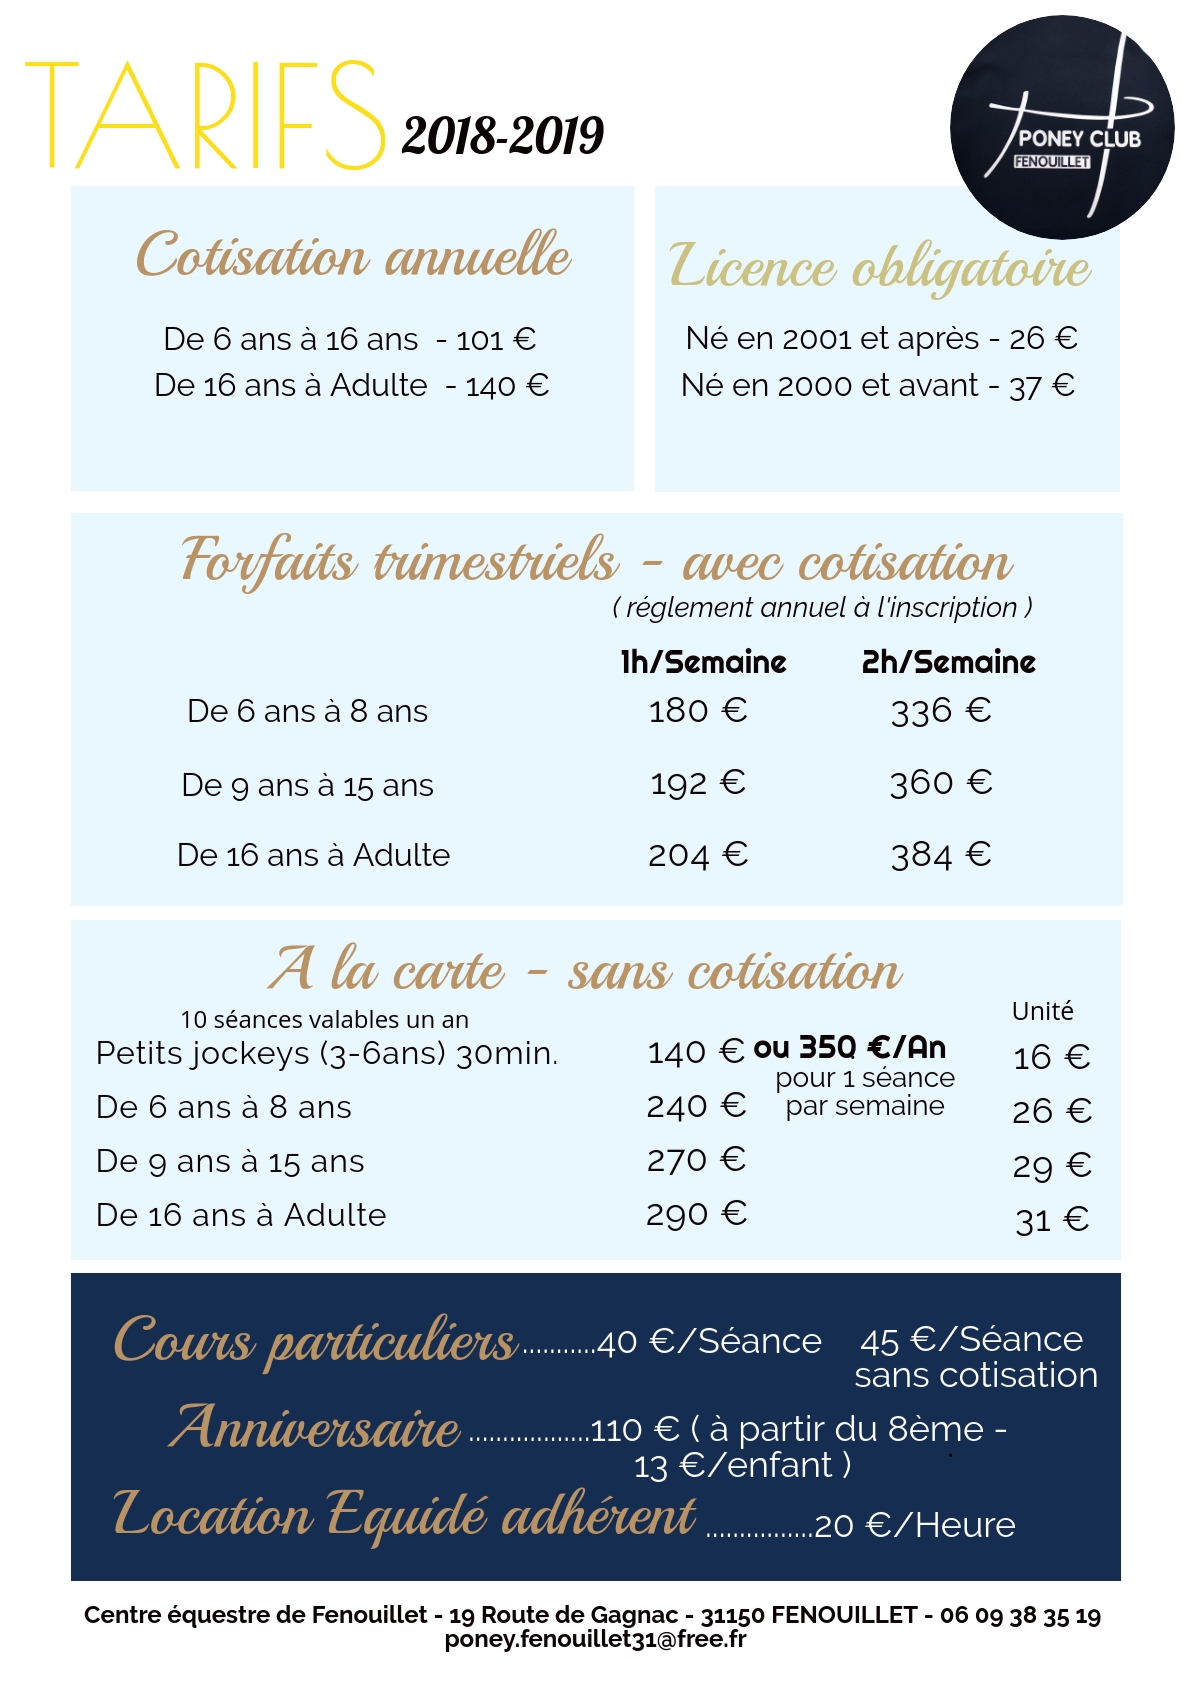 TARIFS 2018-2019
PONEY CLUB
FENOUILLET
Cotisation annuelle
De 6 ans à 16 ans - 101 €
De 16 ans à Adulte - 140 €
Licence obligatoire
Né en 2001 et après - 26 €
Né en 2000 et avant - 37 €
Forfaits trimestriels - avec cotisation
( réglement annuel à l'inscription )
1h/Semaine 2h/Semaine
De 6 ans à 8 ans 180 € 336 €
De 9 ans à 15 ans 192 € 360 €
De 16 ans à Adulte 204 € 384 €
A la carte - sans cotisation
10 séances valables un an Unité
Petits jockeys (3-6ans) 30min. 140 € ou 350 €/An 16 €
pour 1 séance
par semaine
De 6 ans à 8 ans 240 € 26 €
De 9 ans à 15 ans 270 € 29 €
De 16 ans à Adulte 290 € 31 €
Cours particuliers...........40 €/Séance 45 €/Séance
sans cotisation
Anniversaire ..................110 € ( à partir du 8ème -
13 €/enfant )
Location Equidé adhérent ................20 €/Heure
Centre équestre de Fenouillet - 19 Route de Gagnac - 31150 FENOUILLET - 06 09 38 35 19
poney.fenouillet31@free.fr